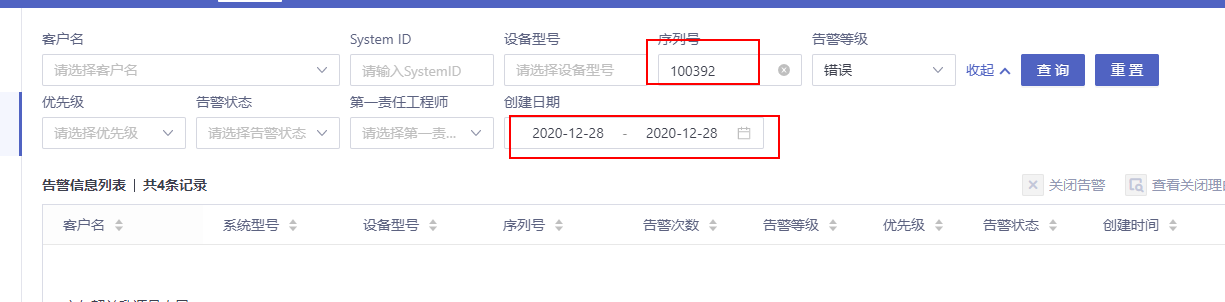 客户名 System ID 设备型号 序列号 告警等级
请选择客户名 请输入SystemID 请选择设备型号 100392 错误 收起 查询 重置
优先级 告警状态 第一责任工程师 创建日期
请选择优先级 请选择告警状态 请选择第一责... 2020-12-28 - 2020-12-28
告警信息列表 | 共4条记录 关闭告警 查看关闭理
客户名 系统型号 设备型号 序列号 告警次数 告警等级 优先级 告警状态 创建时间